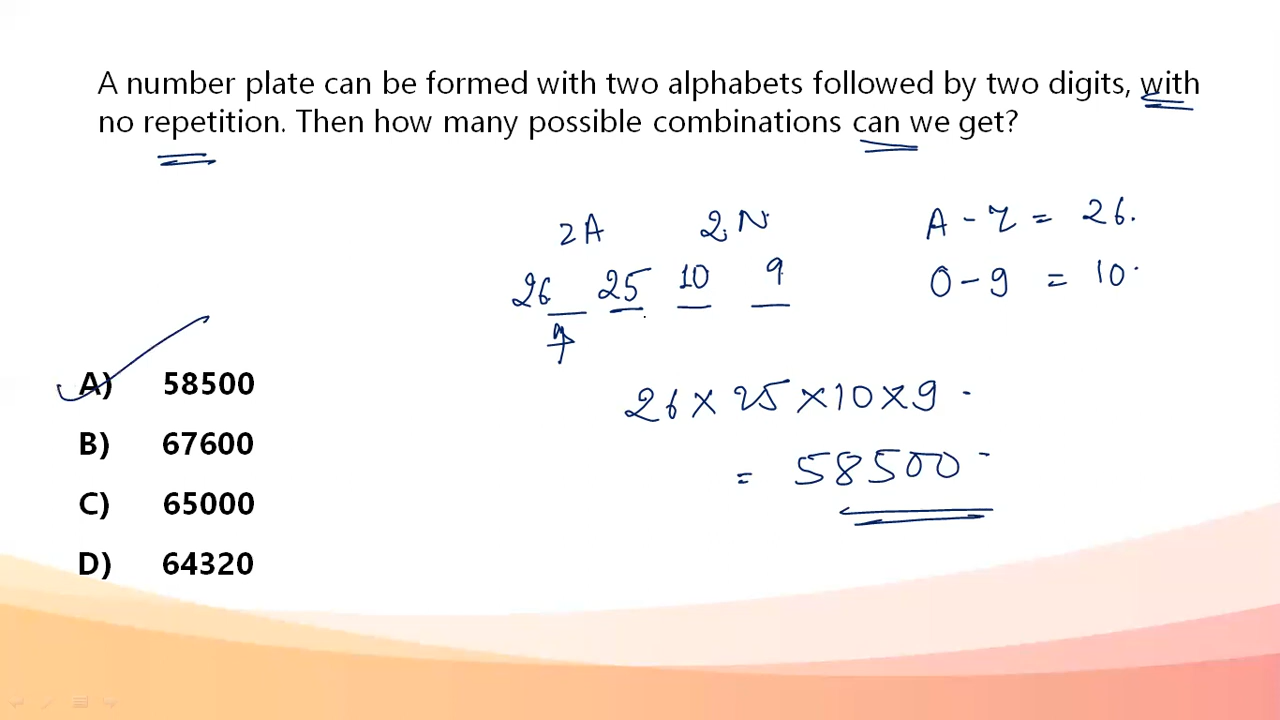 A number plate can be formed with two alphabets followed by two digits, with
no repetition. Then how many possible combinations can we get?
2A 2.N. A - Z = 26.
26 25 10 9 0 - 9 = 10.
A) 58500
26 × 25 × 10 × 9 .
B) 67600
= 58500
C) 65000
D) 64320